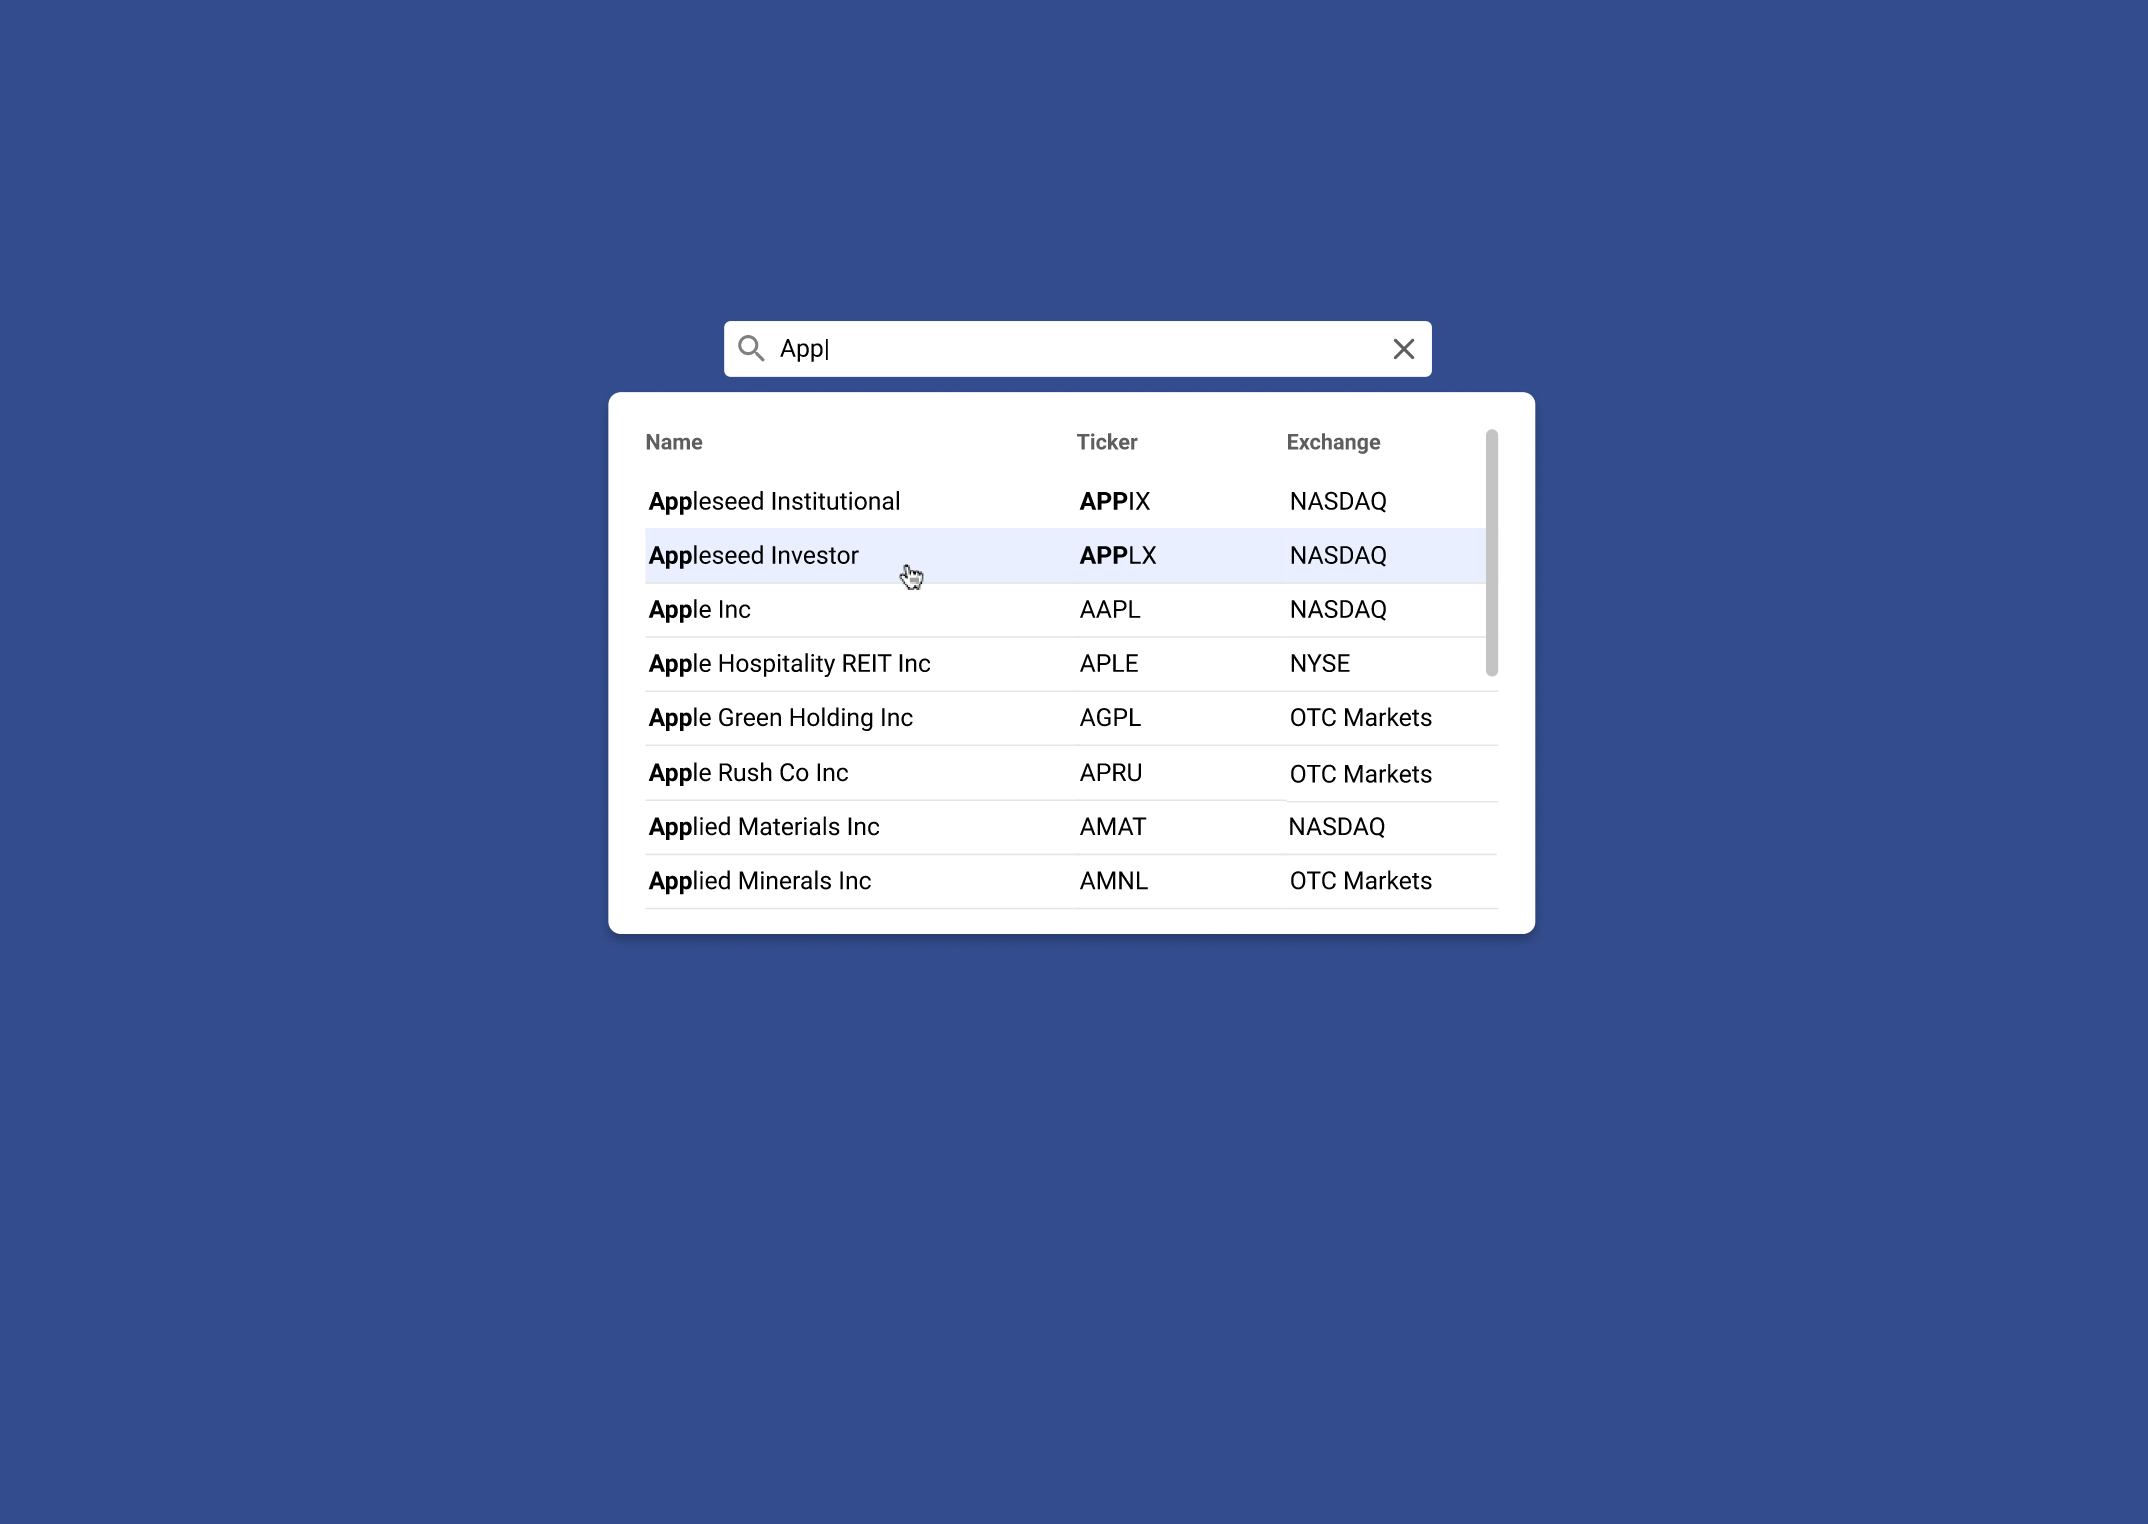 App
Name Ticker Exchange
Appleseed Institutional APPIX NASDAQ
Appleseed Investor APPLX NASDAQ
Apple Inc AAPL NASDAQ
Apple Hospitality REIT Inc APLE NYSE
Apple Green Holding Inc AGPL OTC Markets
Apple Rush Co Inc APRU OTC Markets
Applied Materials Inc AMAT NASDAQ
Applied Minerals Inc AMNL OTC Markets